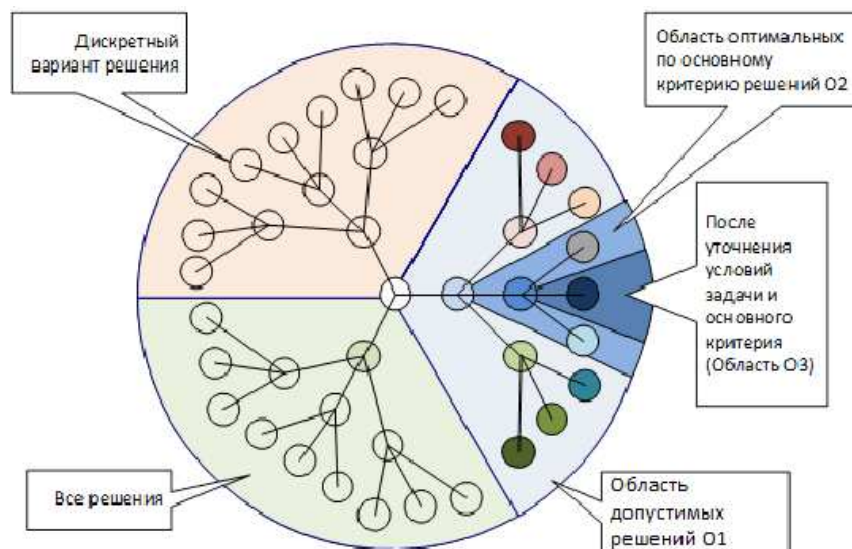 Дискретный
вариант решения
Область оптимальных
по основному
критерию решений О2
После
уточнения
условий
задачи и
основного
критерия
(Область О3)
Все решения
Область
допустимых
решений О1